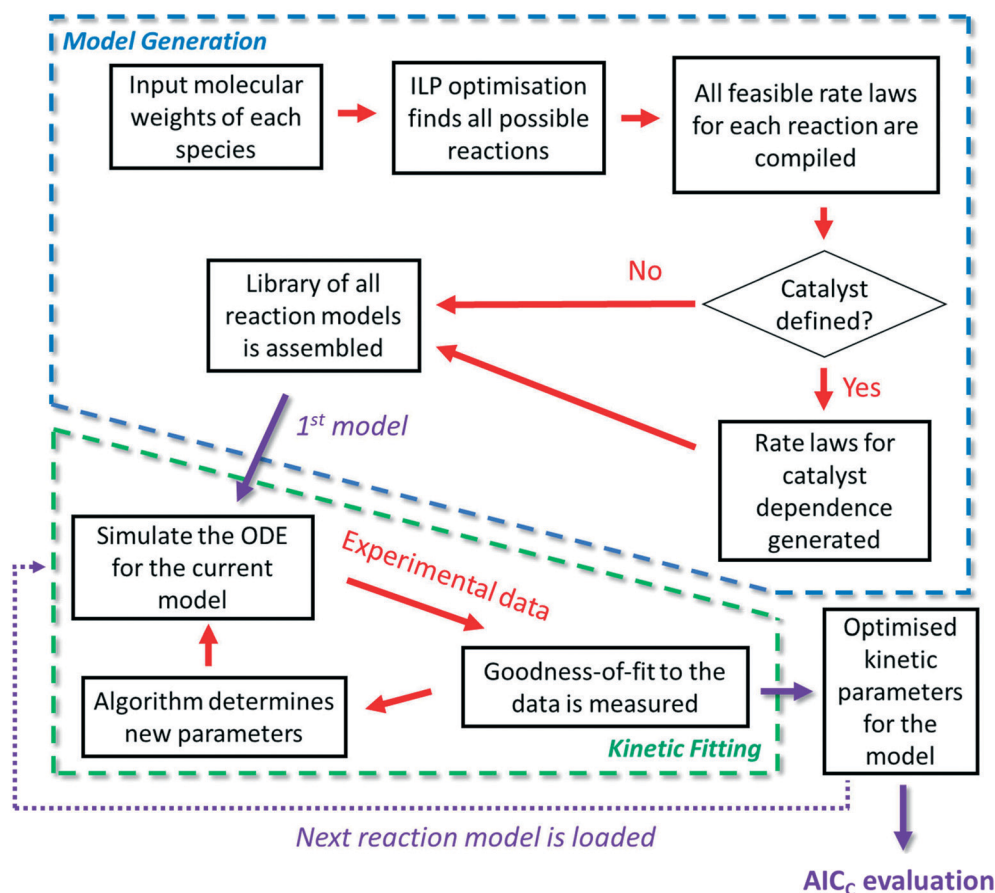 Model Generation
Input molecular
weights of each
species
ILP optimisation
finds all possible
reactions
All feasible rate laws
for each reaction are
compiled
Catalyst
defined?
No
Yes
Library of all
reaction models
is assembled
Rate laws for
catalyst
dependence
generated
1st model
Simulate the ODE
for the current
model
Experimental data
Goodness-of-fit to the
data is measured
Algorithm determines
new parameters
Kinetic Fitting
Optimised
kinetic
parameters
for the
model
Next reaction model is loaded
AICC evaluation